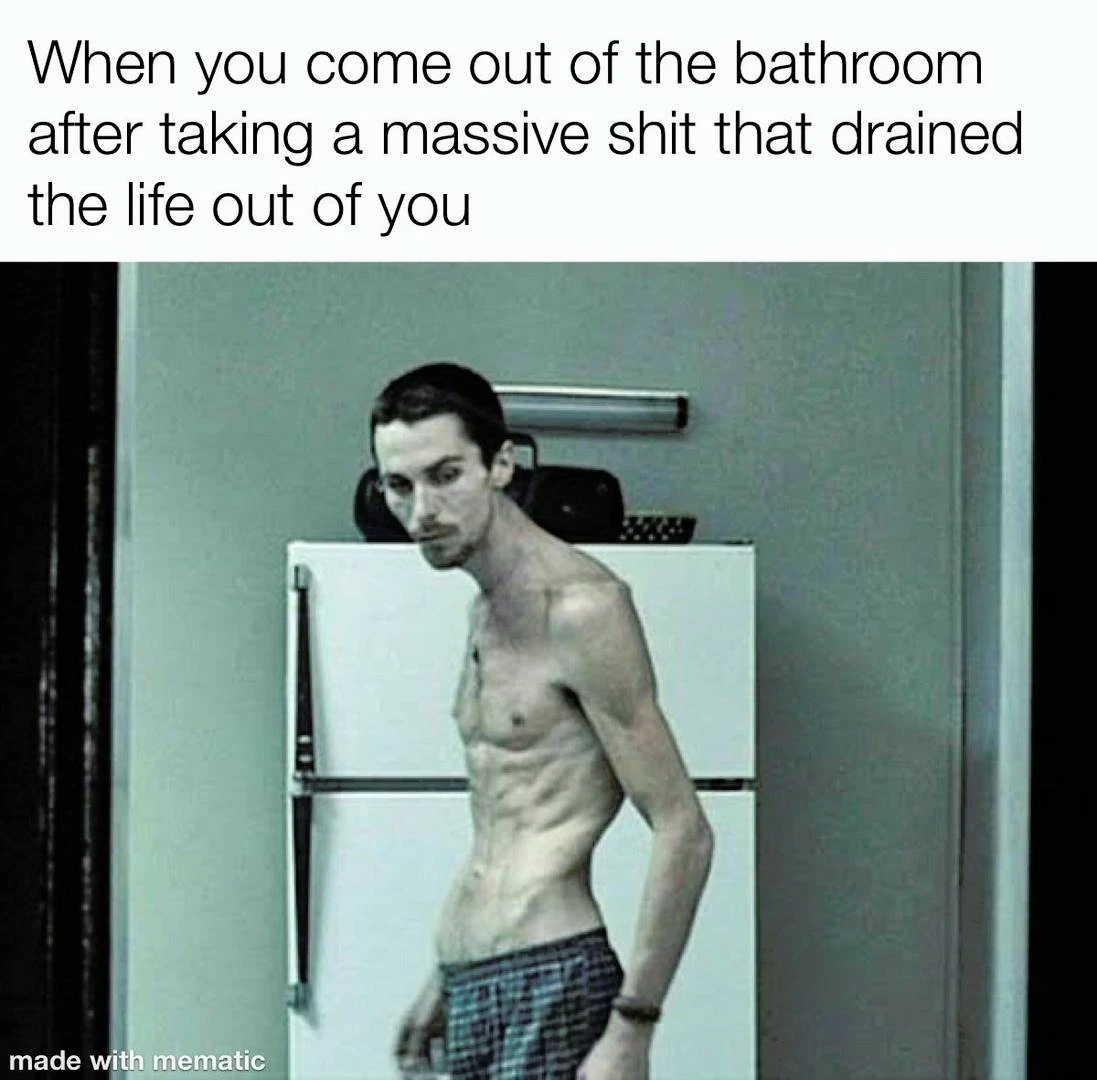 When you come out of the bathroom
after taking a massive shit that drained
the life out of you
made with mematic